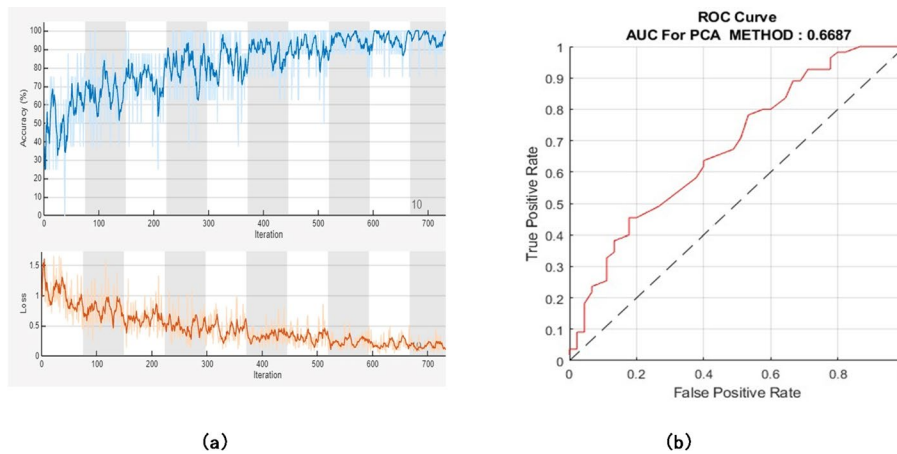 100
90
80
70
60
50
40
30
20
10
0
Accuracy (%)
10
0 100 200 300 400 500 600 700
Iteration
1.5
1
0.5
0
Loss
0 100 200 300 400 500 600 700
Iteration
(a)
ROC Curve
AUC For PCA METHOD : 0.6687
1
0.9
0.8
0.7
0.6
0.5
0.4
0.3
0.2
0.1
0
True Positive Rate
0 0.2 0.4 0.6 0.8
False Positive Rate
(b)